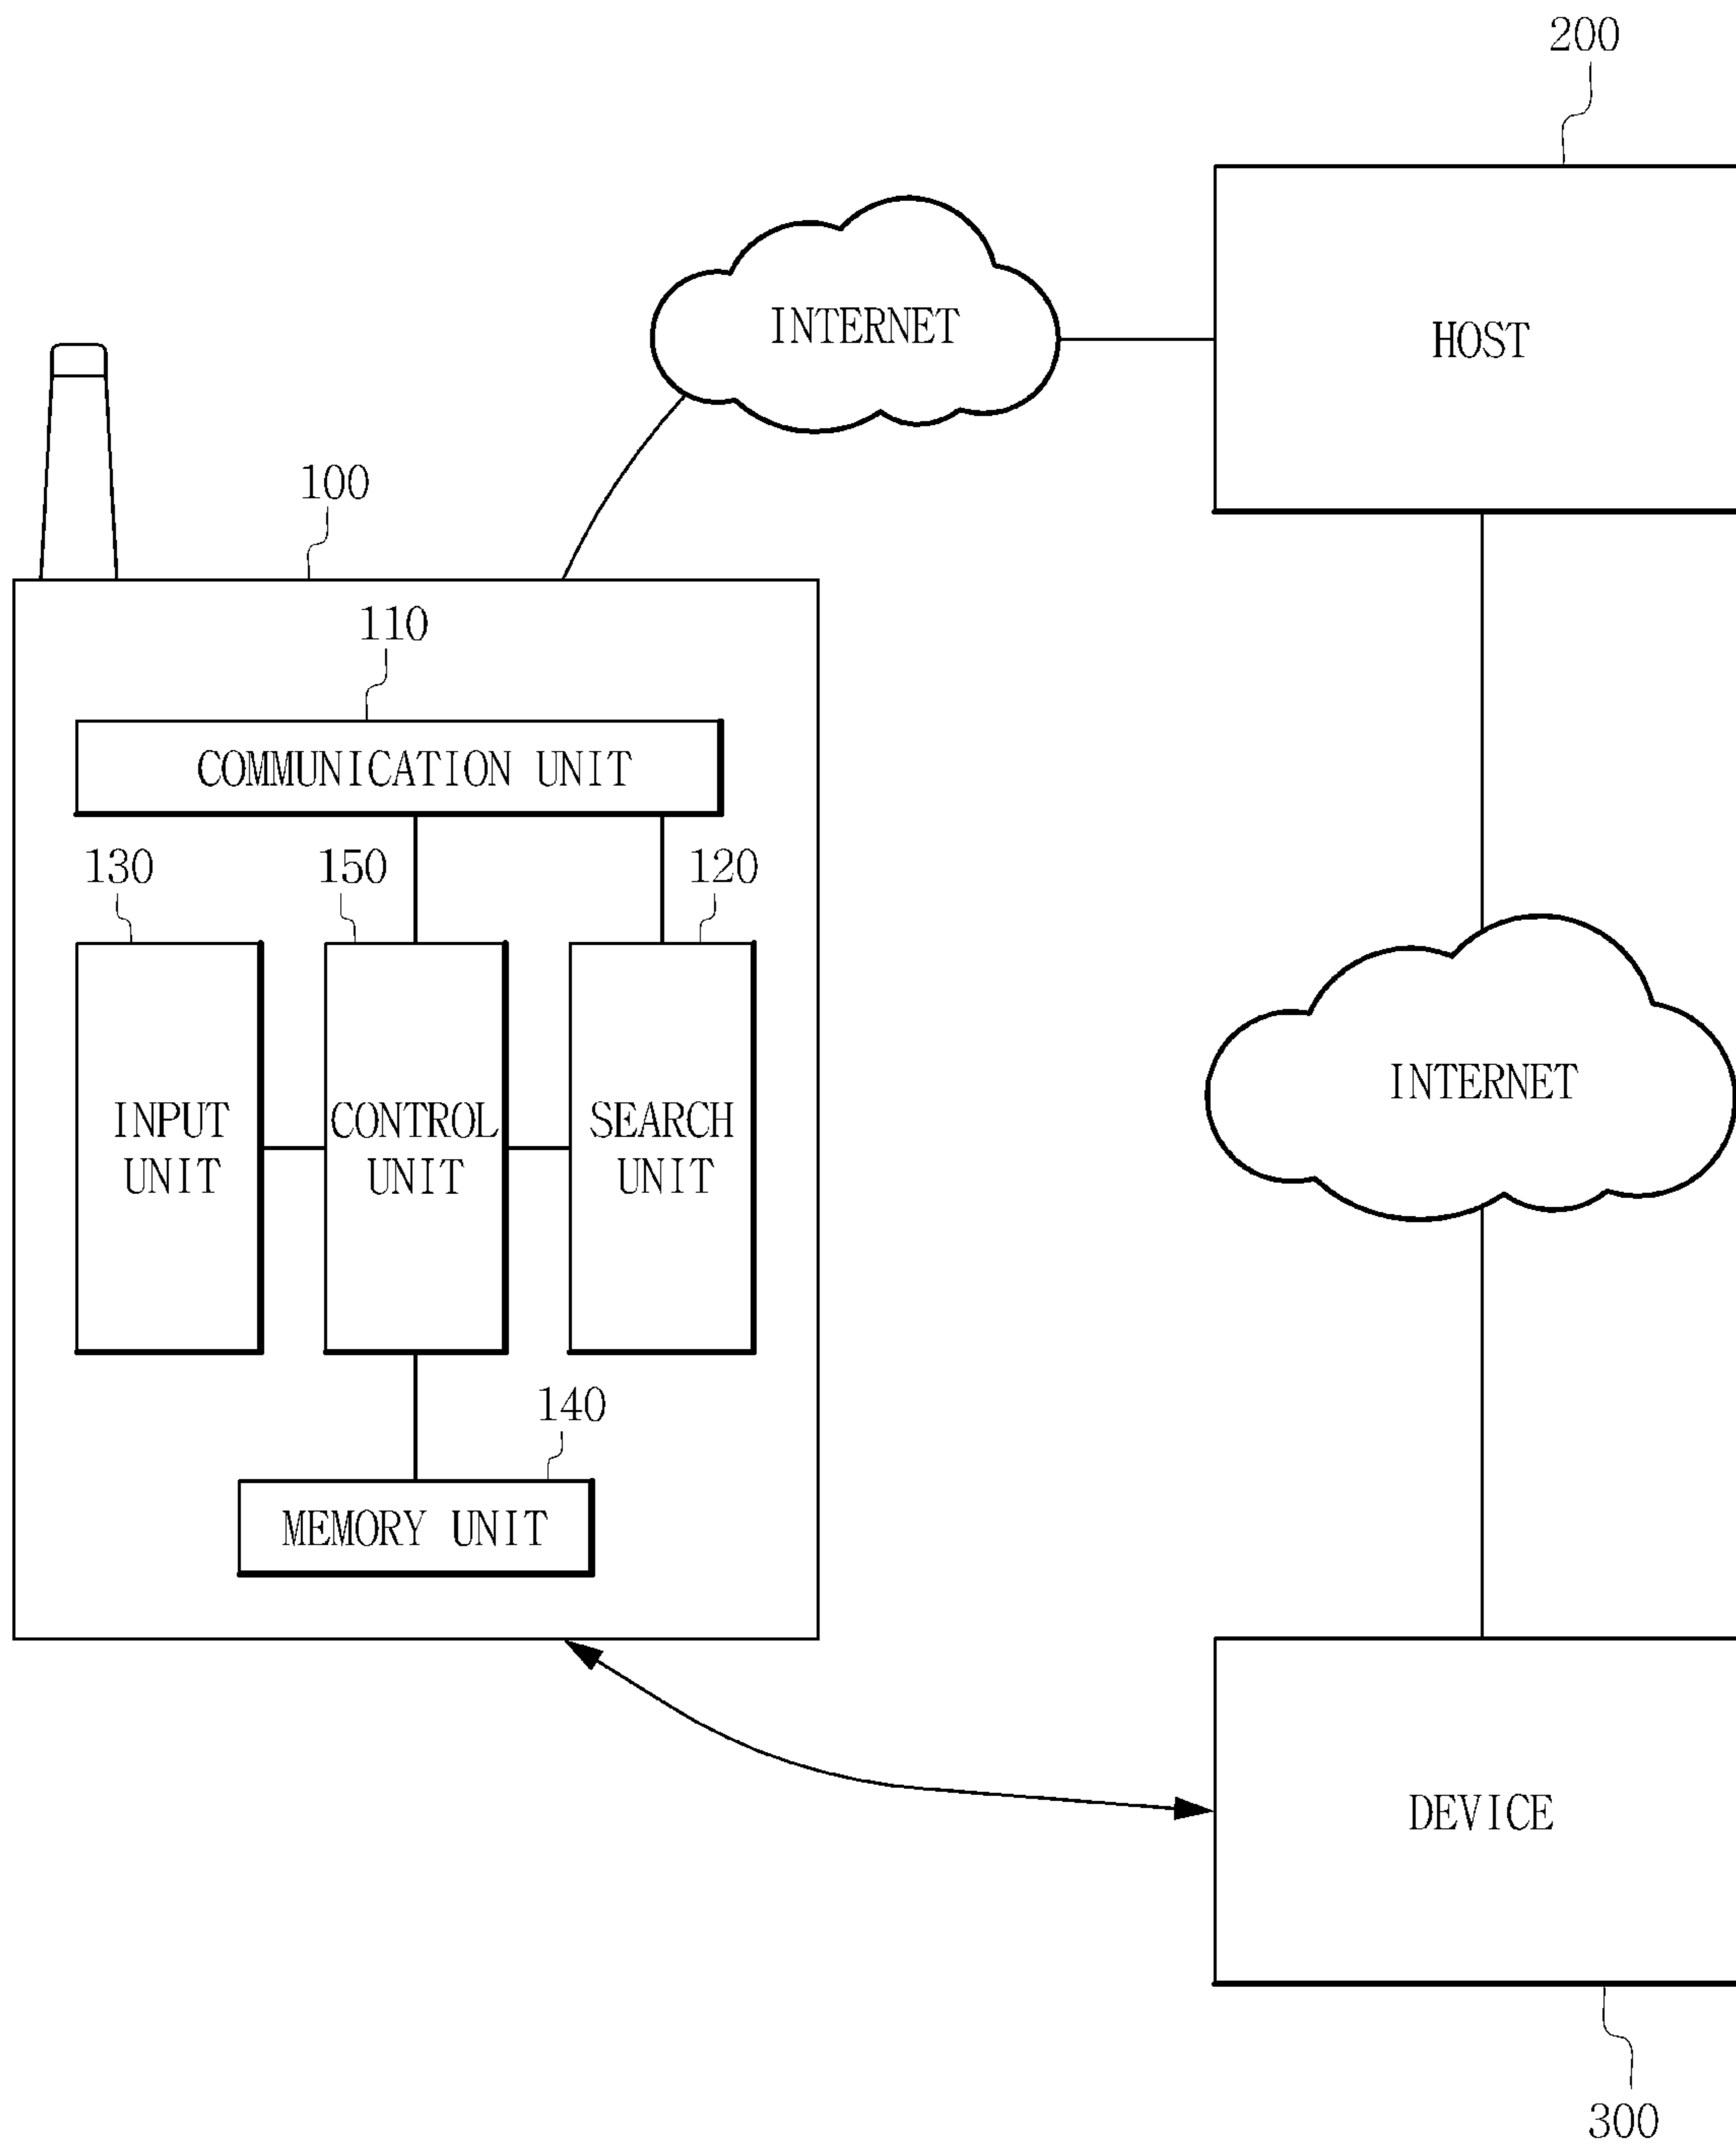 200
INTERNET
HOST
100
110
COMMUNICATION UNIT
130
150
120
INPUT
UNIT
CONTROL
UNIT
SEARCH
UNIT
INTERNET
140
MEMORY UNIT
DEVICE
300